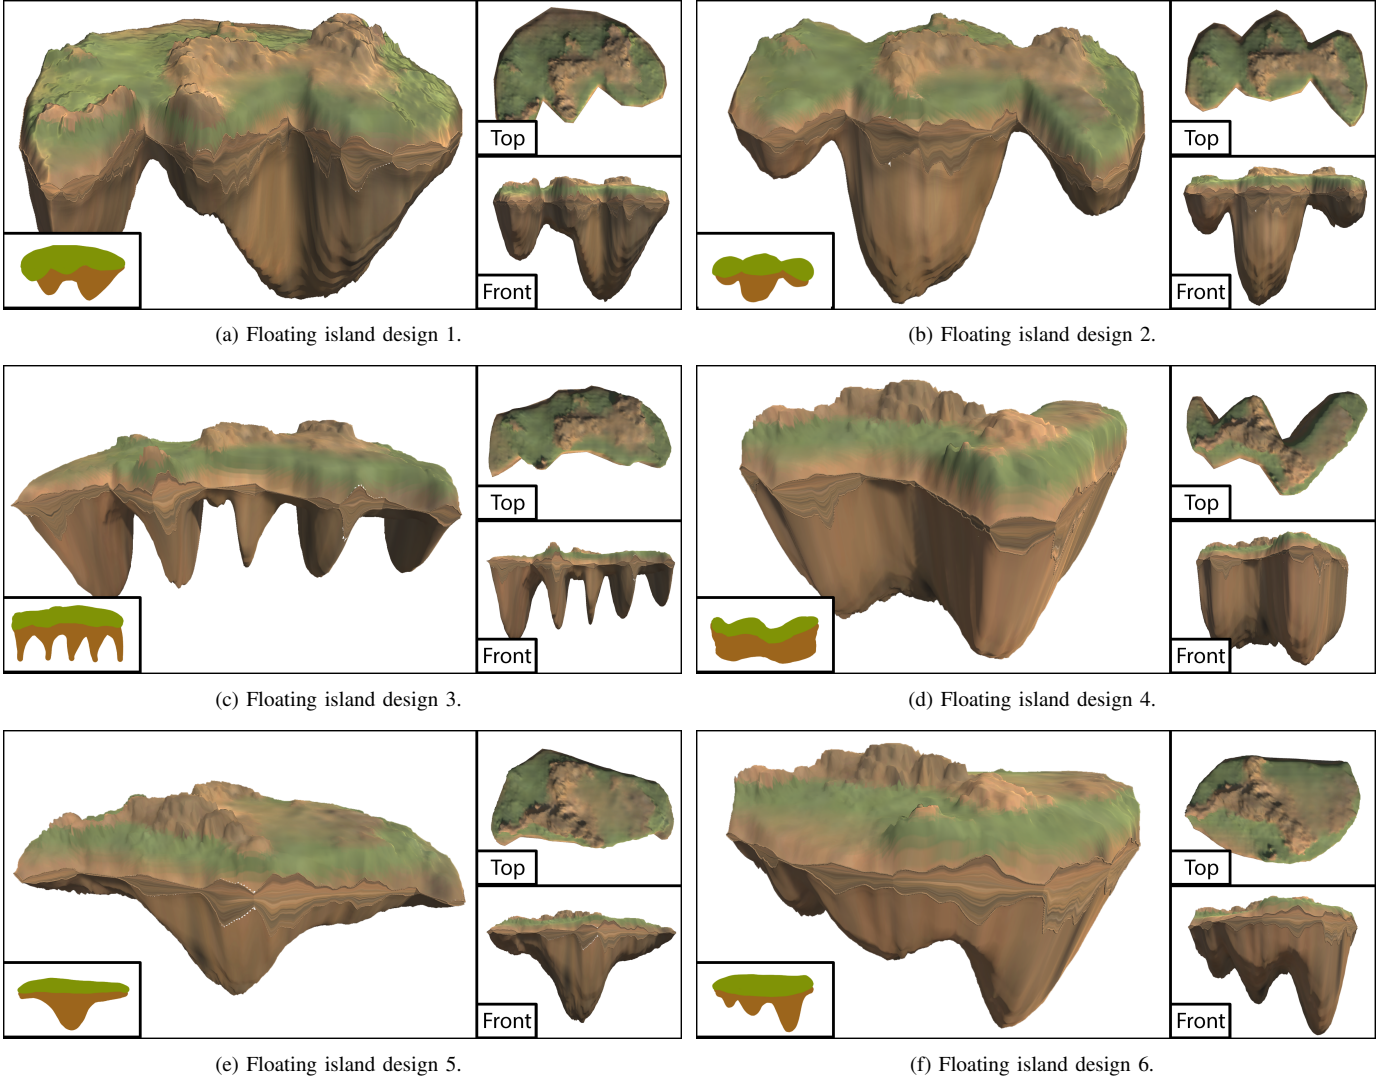 Top
Front
Top
Front
(a) Floating island design 1.
(b) Floating island design 2.
Top
Front
Top
Front
(c) Floating island design 3.
(d) Floating island design 4.
Top
Front
Top
Front
(e) Floating island design 5.
(f) Floating island design 6.